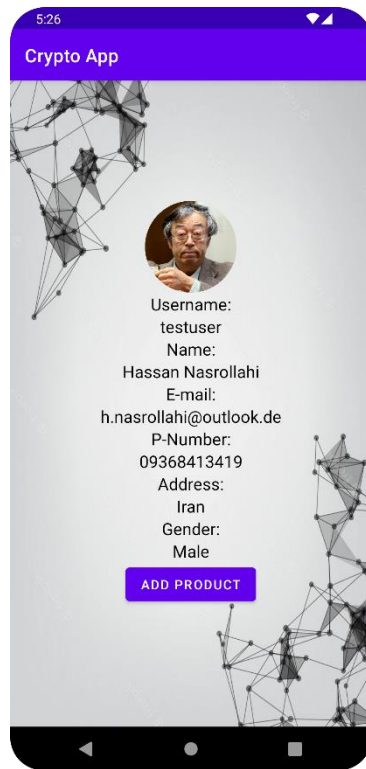 5:26
Crypto App
Username:
testuser
Name:
Hassan Nasrollahi
E-mail:
h.nasrollahi@outlook.de
P-Number:
09368413419
Address:
Iran
Gender:
Male
ADD PRODUCT